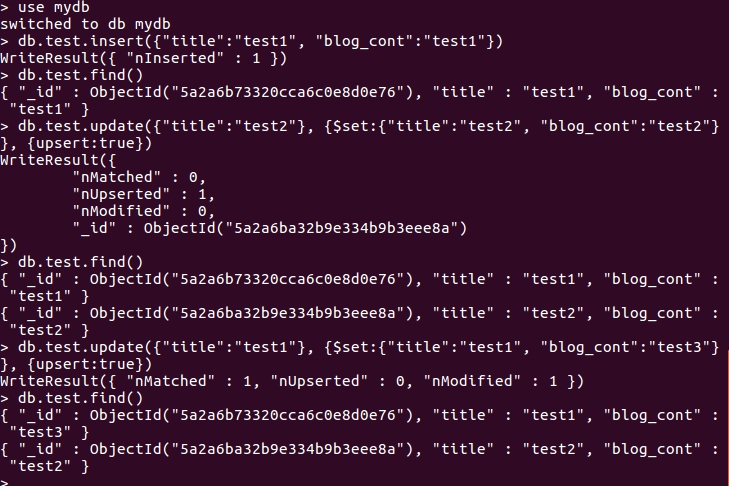 > use mydb
switched to db mydb
> db.test.insert({"title":"test1", "blog_cont":"test1"})
WriteResult({ "nInserted" : 1 })
> db.test.find()
{ "_id" : ObjectId("5a2a6b73320cca6c0e8d0e76"), "title" : "test1", "blog_cont" :
 "test1" }
> db.test.update({"title":"test2"}, {$set:{"title":"test2", "blog_cont":"test2"}
}, {upsert:true})
WriteResult({
        "nMatched" : 0,
        "nUpserted" : 1,
        "nModified" : 0,
        "_id" : ObjectId("5a2a6ba32b9e334b9b3eee8a")
})
> db.test.find()
{ "_id" : ObjectId("5a2a6b73320cca6c0e8d0e76"), "title" : "test1", "blog_cont" :
 "test1" }
{ "_id" : ObjectId("5a2a6ba32b9e334b9b3eee8a"), "title" : "test2", "blog_cont" :
 "test2" }
> db.test.update({"title":"test1"}, {$set:{"title":"test1", "blog_cont":"test3"}
}, {upsert:true})
WriteResult({ "nMatched" : 1, "nUpserted" : 0, "nModified" : 1 })
> db.test.find()
{ "_id" : ObjectId("5a2a6b73320cca6c0e8d0e76"), "title" : "test1", "blog_cont" :
 "test3" }
{ "_id" : ObjectId("5a2a6ba32b9e334b9b3eee8a"), "title" : "test2", "blog_cont" :
 "test2" }
>